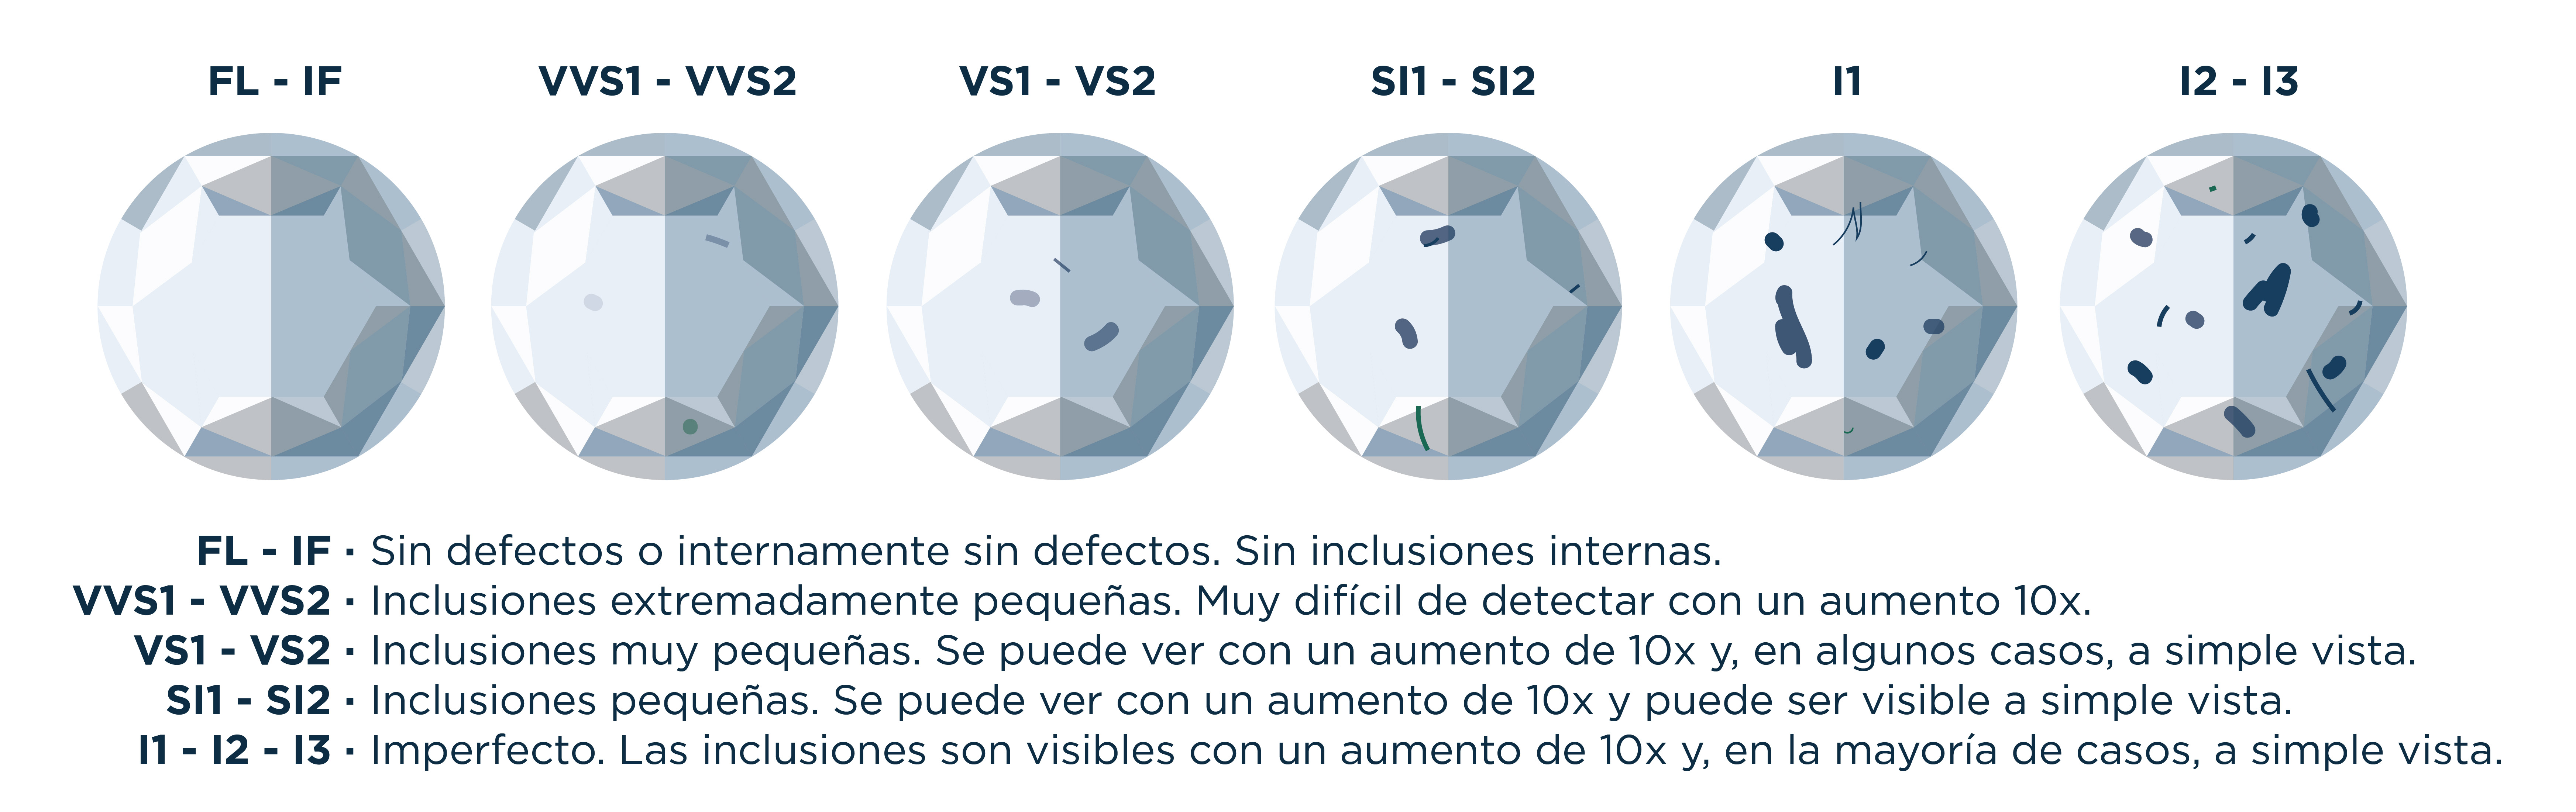 FL - IF
VVS1 - VVS2
VS1 - VS2
SI1 - SI2
I1
I2 - I3
FL - IF · Sin defectos o internamente sin defectos. Sin inclusiones internas.
VVS1 - VVS2 · Inclusiones extremadamente pequeñas. Muy difícil de detectar con un aumento 10x.
VS1 - VS2 · Inclusiones muy pequeñas. Se puede ver con un aumento de 10x y, en algunos casos, a simple vista.
SI1 - SI2 · Inclusiones pequeñas. Se puede ver con un aumento de 10x y puede ser visible a simple vista.
I1 - I2 - I3 · Imperfecto. Las inclusiones son visibles con un aumento de 10x y, en la mayoría de casos, a simple vista.